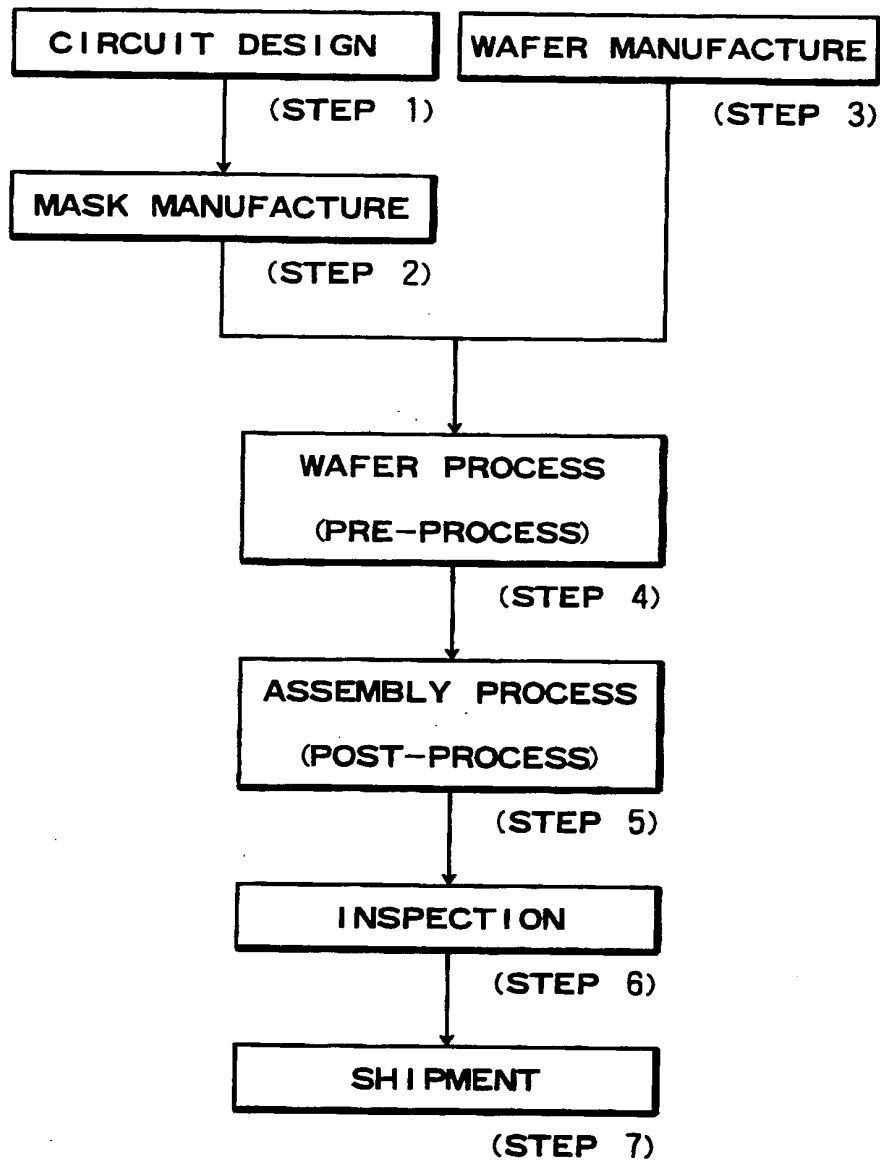 CIRCUIT DESIGN
(STEP 1)
WAFER MANUFACTURE
(STEP 3)
MASK MANUFACTURE
(STEP 2)
WAFER PROCESS
(PRE-PROCESS)
(STEP 4)
ASSEMBLY PROCESS
(POST-PROCESS)
(STEP 5)
INSPECTION
(STEP 6)
SHIPMENT
(STEP 7)